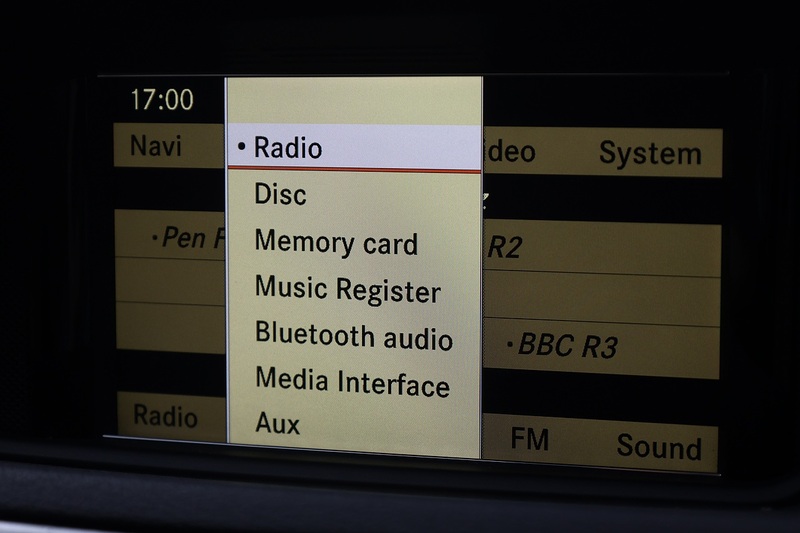 17:00
Navi
• Radio
ideo
System
Disc
•Pen F
Memory card
R2
Music Register
Bluetooth audio
•BBC R3
Media Interface
Radio
Aux
FM
Sound